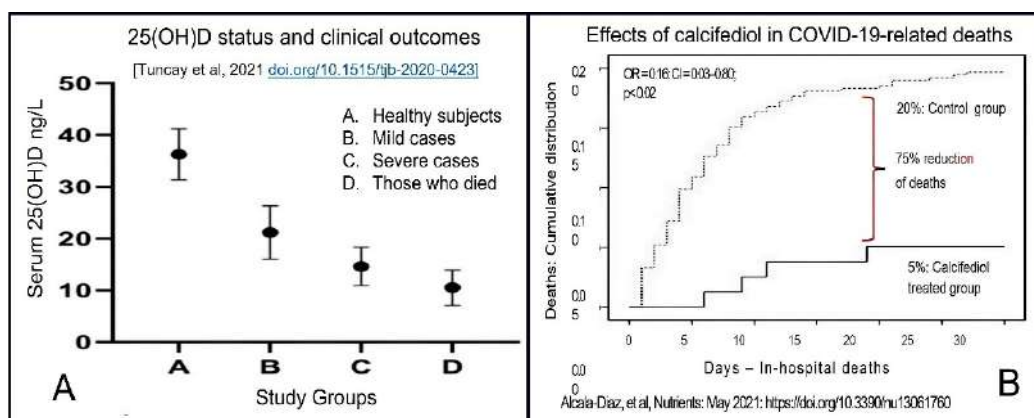 25(OH)D status and clinical outcomes
[Tuncay et al, 2021 doi.org/10.1515/tjb-2020-0423]
Serum 25(OH)D ng/L
50
40
30
20
10
0
A. Healthy subjects
B. Mild cases
C. Severe cases
D. Those who died
A B C D
Study Groups
A
Effects of calcifediol in COVID-19-related deaths
Deaths: Cumulative distribution
0.2
0
0.1
5
0.1
0
0.0
5
0.0
0
OR=0.16; CI=0.03-0.80;
p<0.02
20%: Control group
75% reduction
of deaths
5%: Calcifediol
treated group
0 5 10 15 20 25 30
Days – In-hospital deaths
B
Alcala-Diaz, et al, Nutrients: May 2021: https://doi.org/10.3390/nu13061760